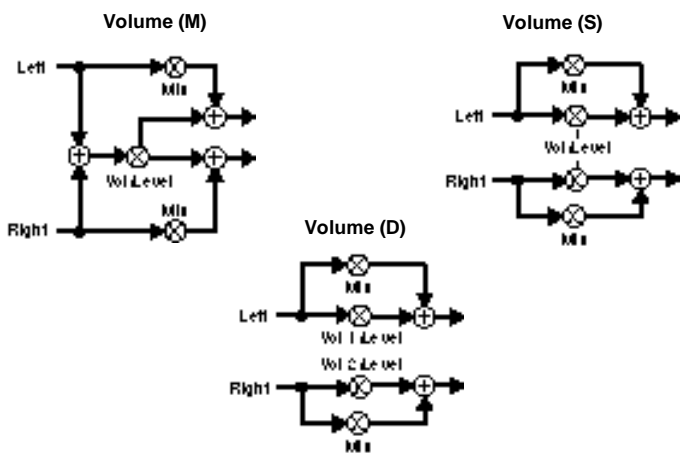 Volume (M)
Left
Mix
Vol/Level
Mix
Right
Volume (S)
Mix
Left
Vol/Level
Right
Mix
Volume (D)
Mix
Left
Vol 1/Level
Vol 2/Level
Right
Mix